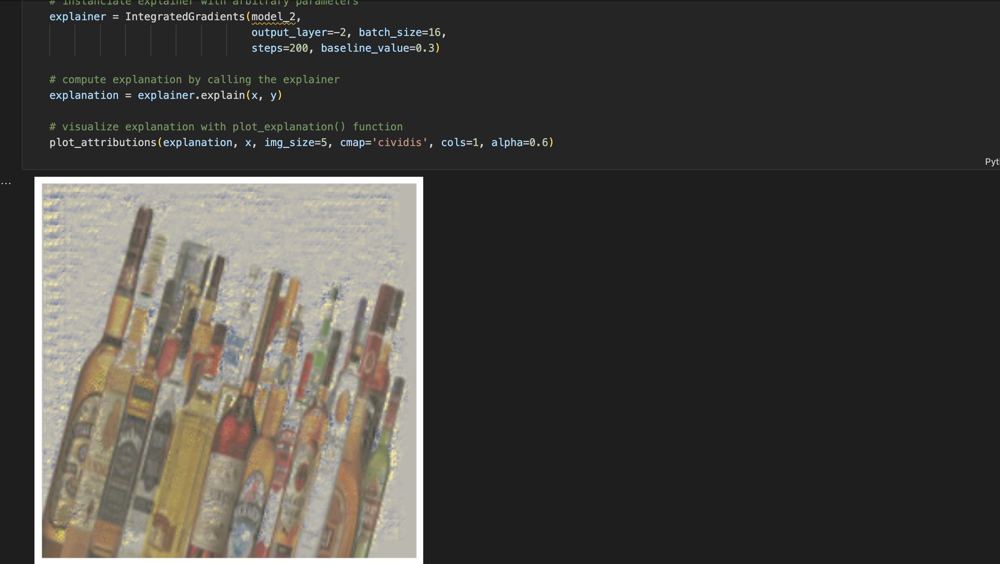 # instanciate explainer with arbitrary parameters
explainer = IntegratedGradients(model_2,
output_layer=-2, batch_size=16,
steps=200, baseline_value=0.3)
# compute explanation by calling the explainer
explanation = explainer.explain(x, y)
# visualize explanation with plot_explanation() function
plot_attributions(explanation, x, img_size=5, cmap='cividis', cols=1, alpha=0.6)
Pyt
...